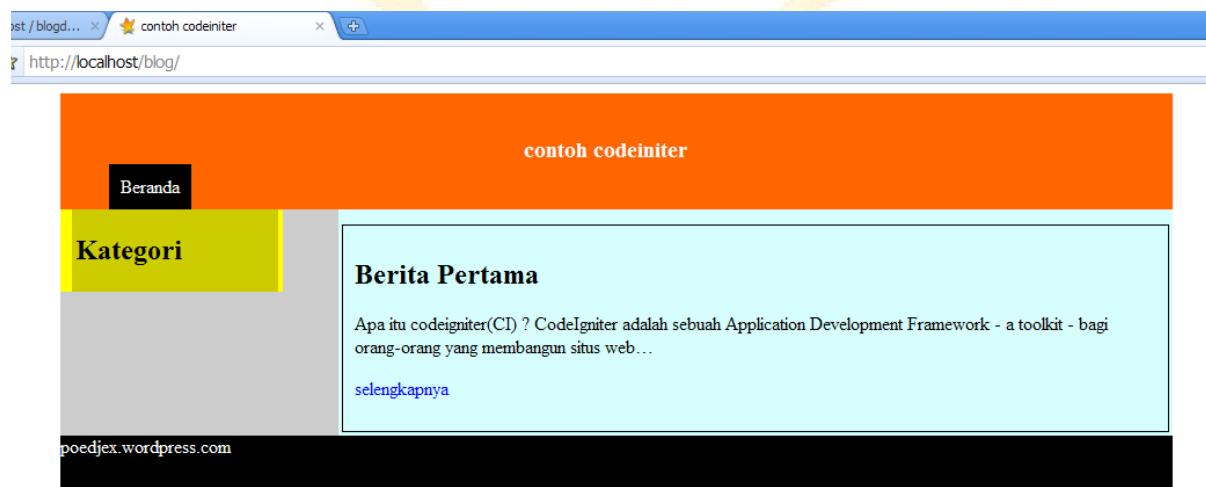 ost / blogd... × contoh codeiniter ×
http://localhost/blog/
contoh codeiniter
Beranda
Kategori
Berita Pertama
Apa itu codeigniter(CI) ? CodeIgniter adalah sebuah Application Development Framework - a toolkit - bagi
orang-orang yang membangun situs web…
selengkapnya
poedjex.wordpress.com